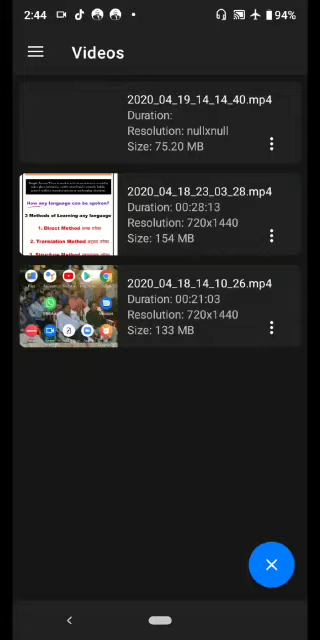 2:44
94%
Videos
2020_04_19_14_14_40.mp4
Duration:
Resolution: nullxnull
Size: 75.20 MB
How any language can be spoken?
3 Methods of Learning any language
1. Direct Method
2. Translation Method
2020_04_18_23_03_28.mp4
Duration: 00:28:13
Resolution: 720x1440
Size: 154 MB
2020_04_18_14_10_26.mp4
Duration: 00:21:03
Resolution: 720x1440
Size: 133 MB